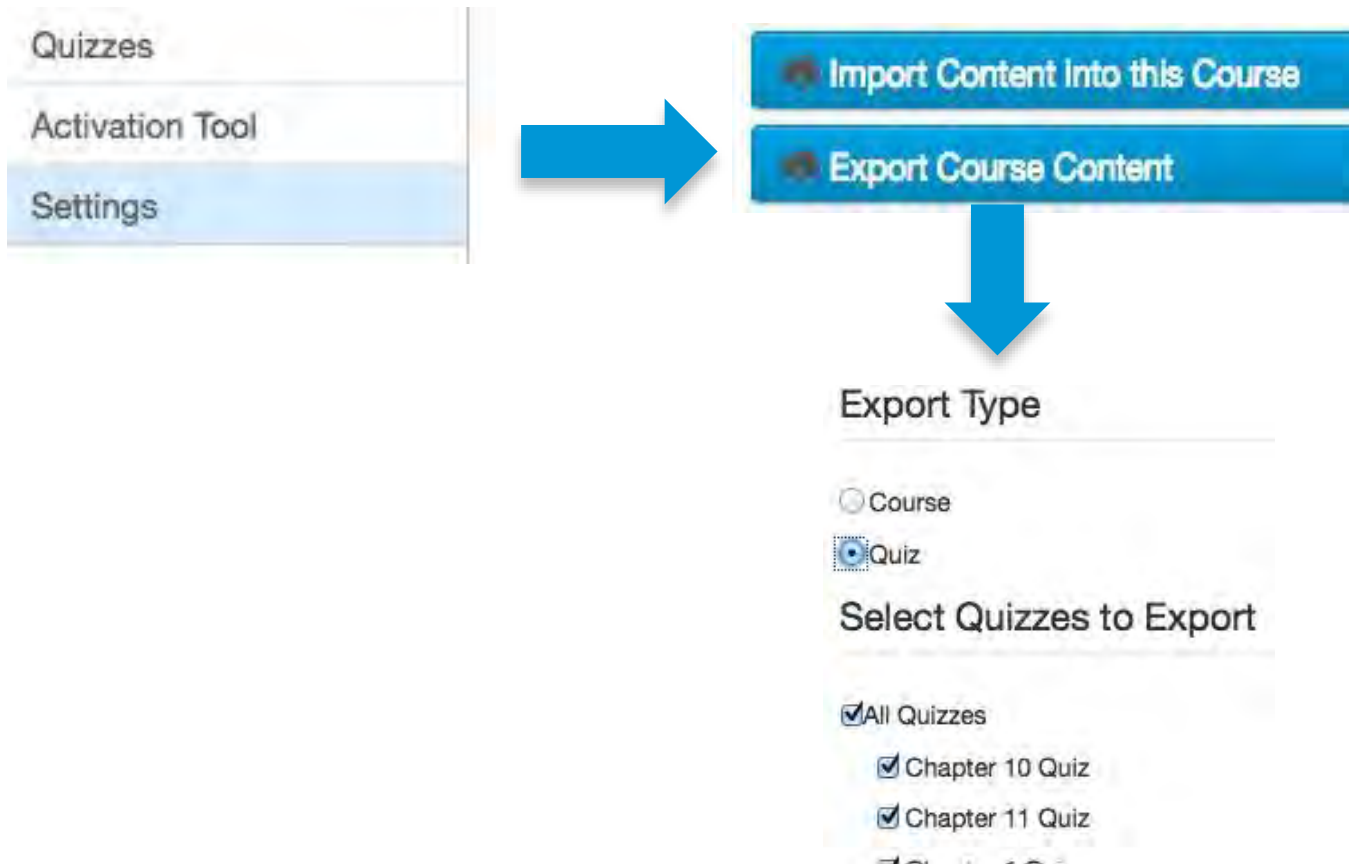 Quizzes
Activation Tool
Settings
Import Content into this Course
Export Course Content
Export Type
Course
Quiz
Select Quizzes to Export
All Quizzes
Chapter 10 Quiz
Chapter 11 Quiz